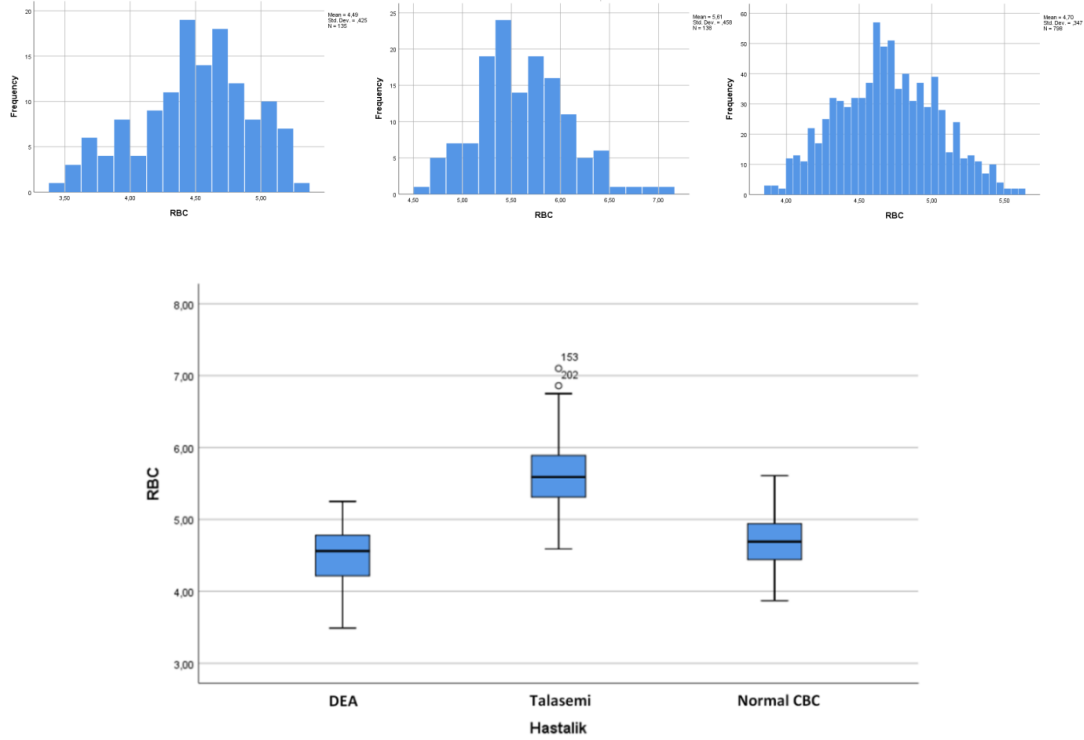 Mean = 4,49
Std. Dev. = ,425
N = 135
20
15
10
5
0
Frequency
3,50 4,00 4,50 5,00
RBC
Mean = 5,61
Std. Dev. = ,458
N = 139
25
20
15
10
5
0
Frequency
4,50 5,00 5,50 6,00 6,50 7,00
RBC
Mean = 4,70
Std. Dev. = ,347
60
50
40
30
20
10
0
Frequency
4,00 4,50 5,00 5,50
RBC
8,00
7,00
6,00
5,00
4,00
3,00
RBC
153
202
DEA Talasemi Normal CBC
Hastalik